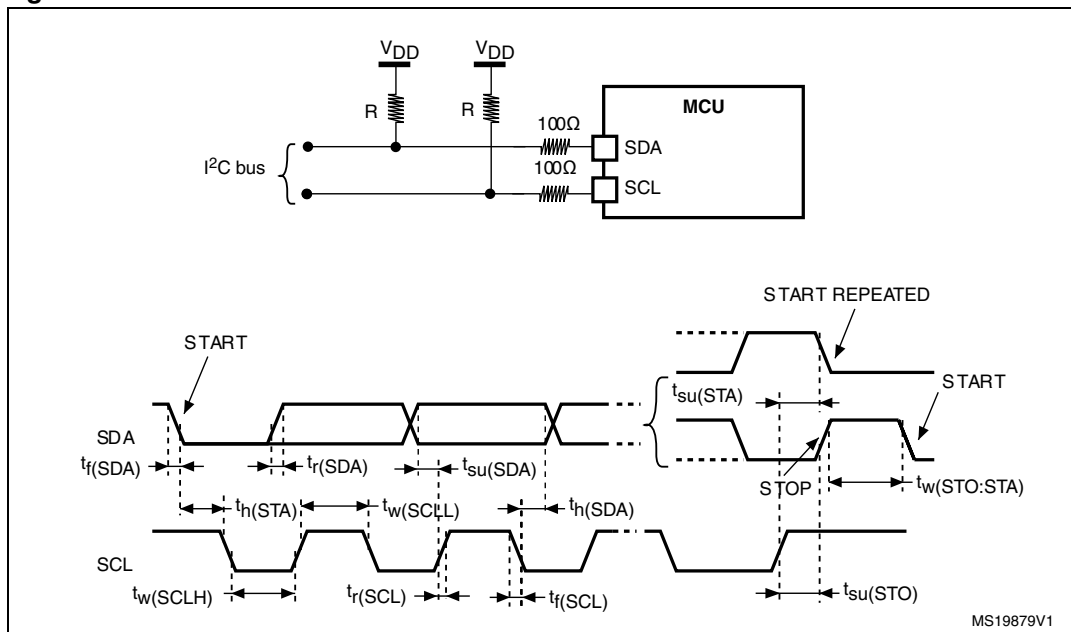 VDD VDD
MCU
R R
100Ω
SDA
I²C bus
100Ω
SCL
START REPEATED
START
START
tsu(STA)
SDA
tf(SDA)
tr(SDA)
tsu(SDA)
STOP
tw(STO:STA)
th(STA)
tw(SCLL)
th(SDA)
SCL
tw(SCLH)
tr(SCL)
tf(SCL)
tsu(STO)
MS19879V1